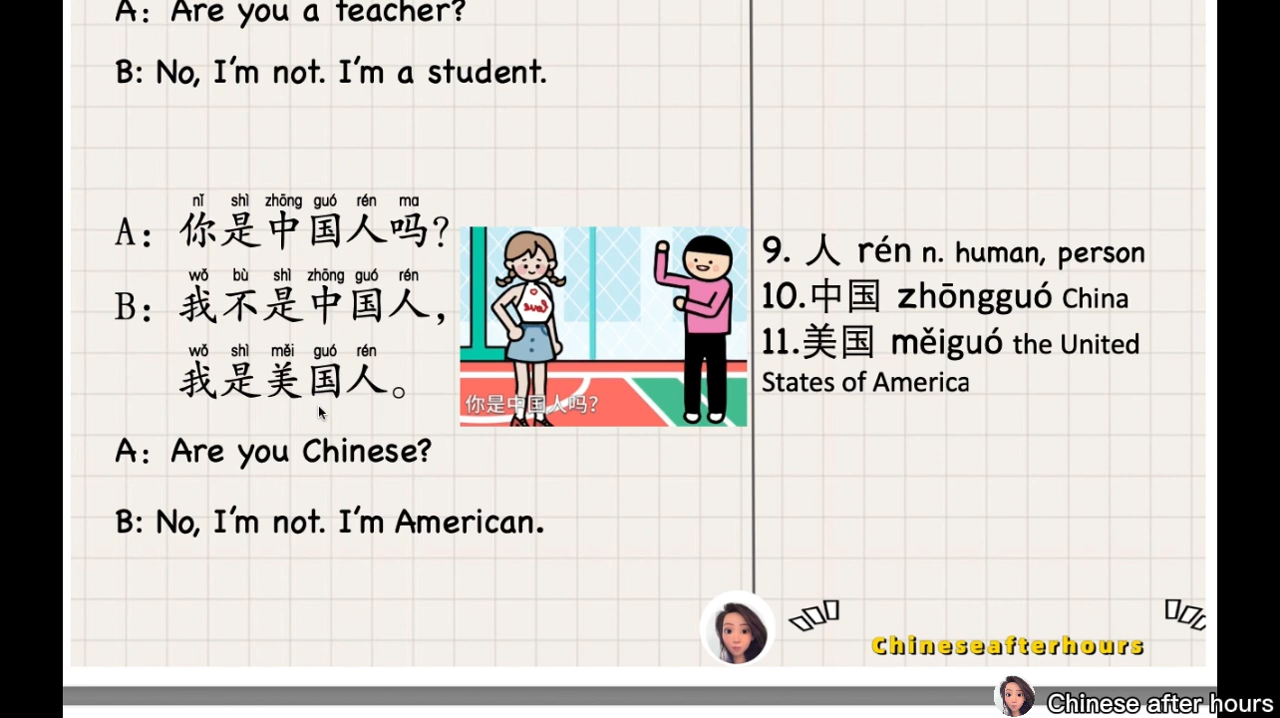 A: Are you a teacher?
B: No, I'm not. I'm a student.
nǐ shì zhōng guó rén ma
A: 你是中国人吗?
wǒ bù shì zhōng guó rén
B: 我不是中国人,
wǒ shì měi guó rén
我是美国人。
你是中国人吗?
A: Are you Chinese?
B: No, I'm not. I'm American.
9. 人 rén n. human, person
10.中国 zhōngguó China
11.美国 měiguó the United
States of America
Chineseafterhours
Chinese after hours